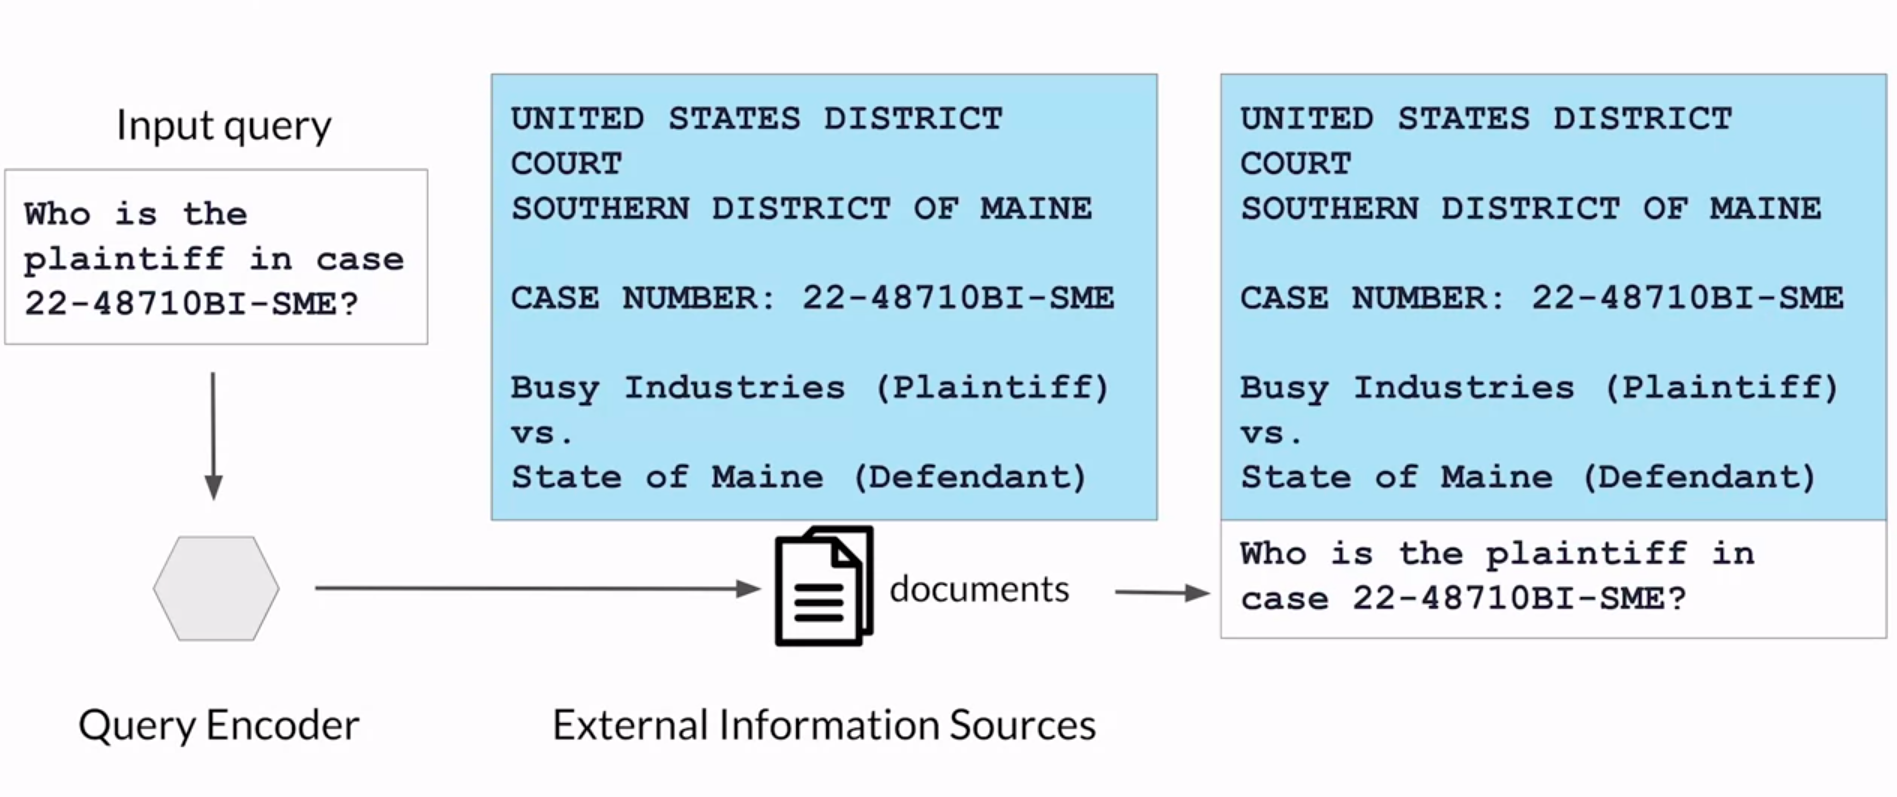 Input query
Who is the
plaintiff in case
22-48710BI-SME?
Query Encoder
UNITED STATES DISTRICT
COURT
SOUTHERN DISTRICT OF MAINE
CASE NUMBER: 22-48710BI-SME
Busy Industries (Plaintiff)
vs.
State of Maine (Defendant)
documents
External Information Sources
UNITED STATES DISTRICT
COURT
SOUTHERN DISTRICT OF MAINE
CASE NUMBER: 22-48710BI-SME
Busy Industries (Plaintiff)
vs.
State of Maine (Defendant)
Who is the plaintiff in
case 22-48710BI-SME?